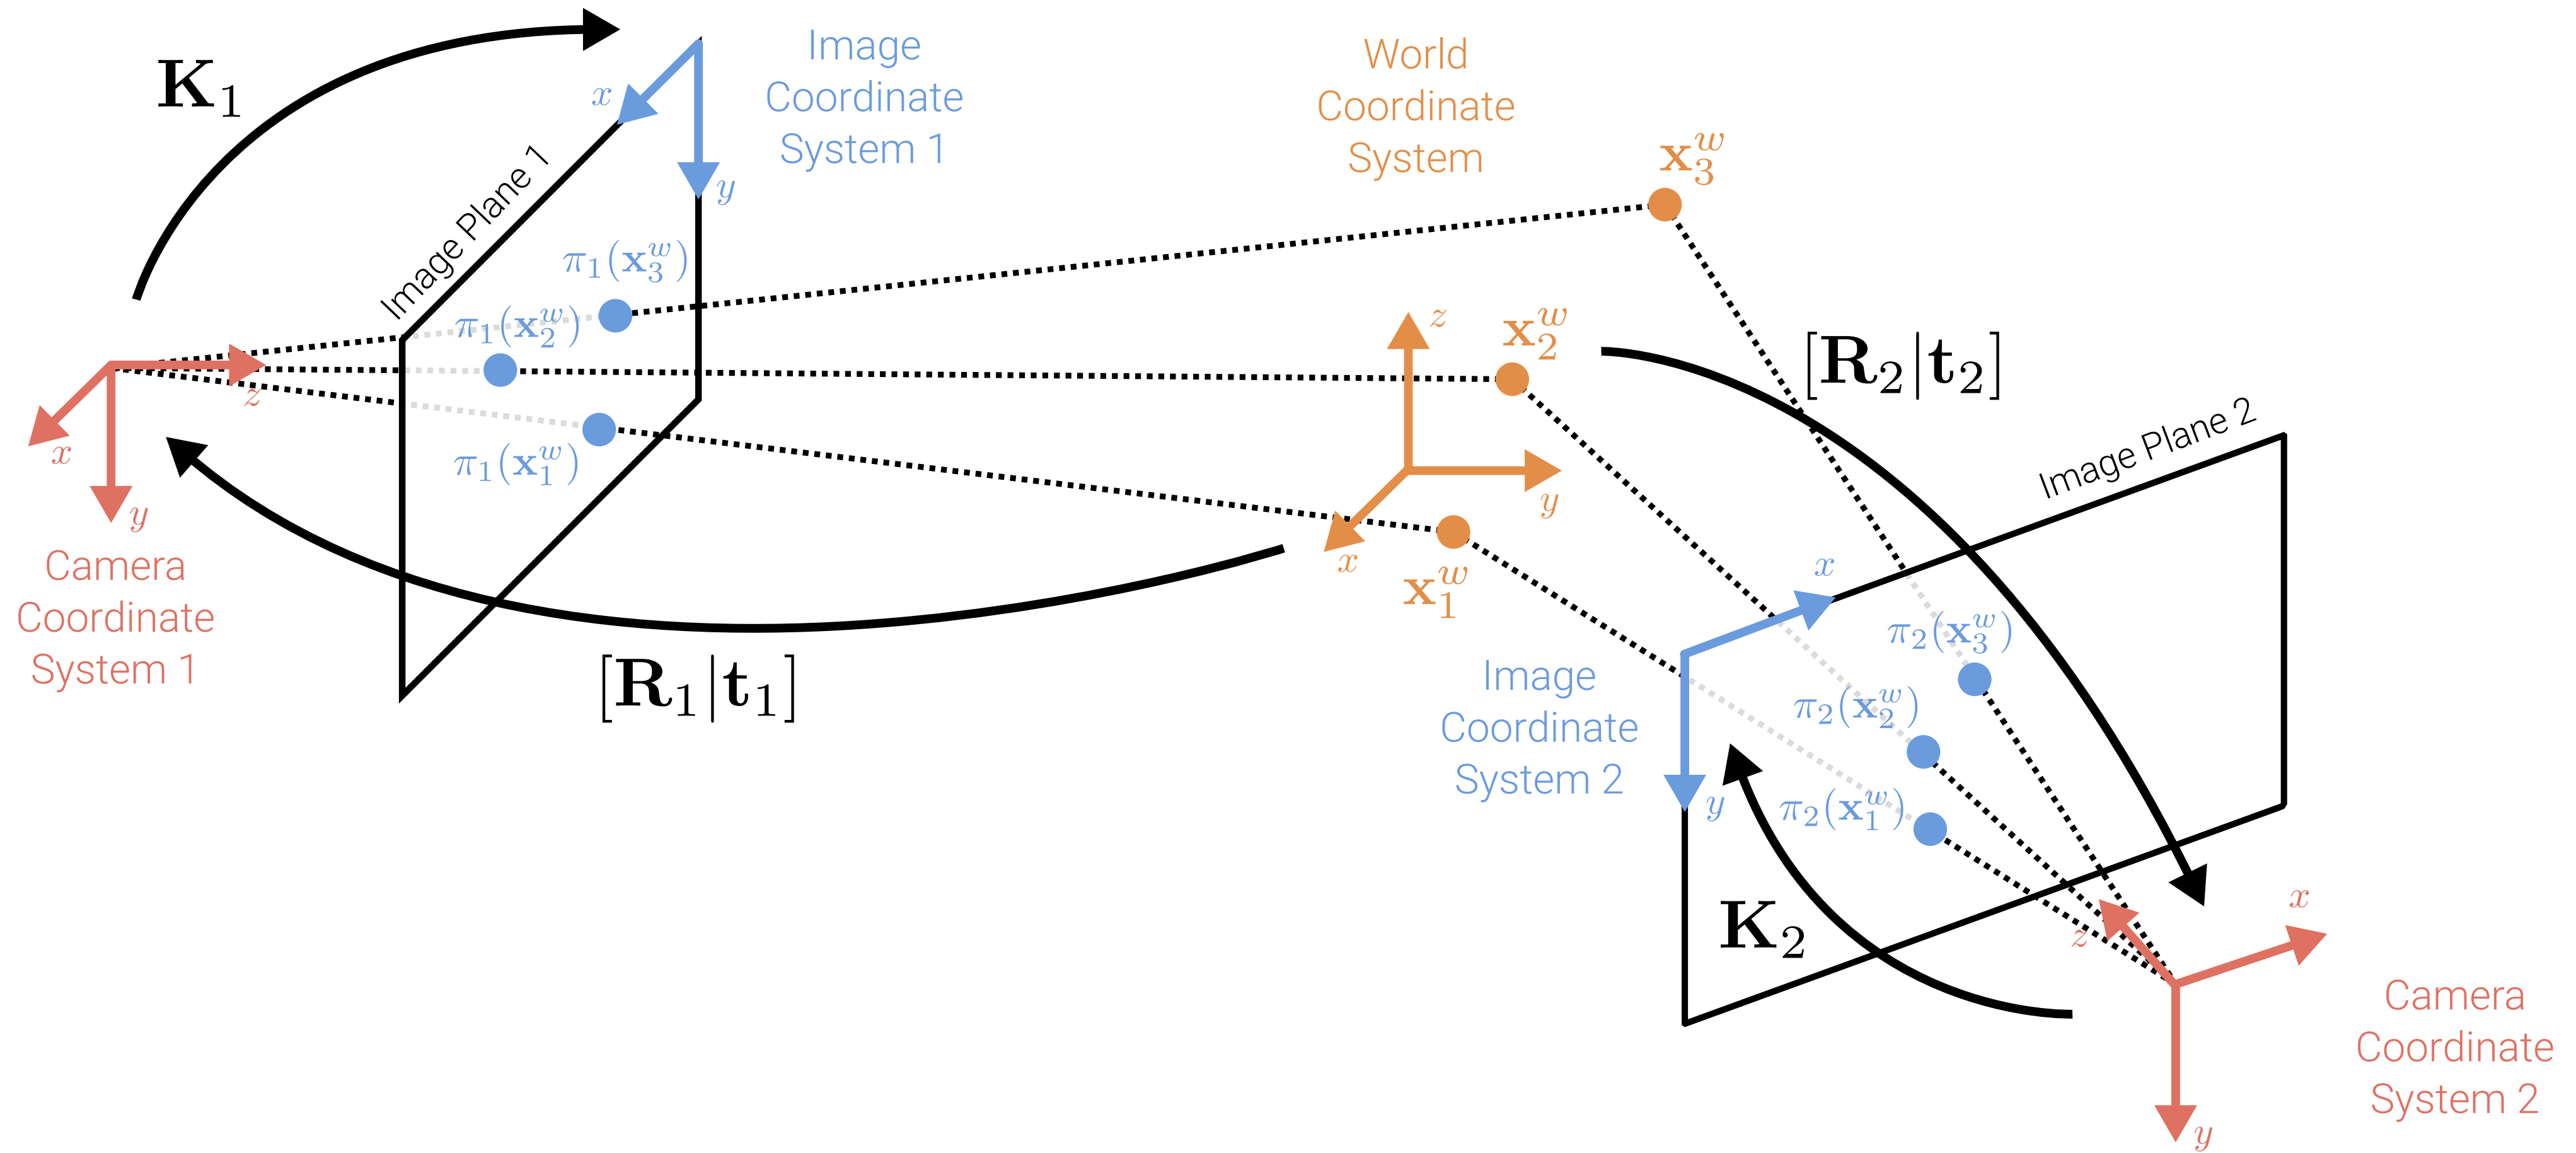 K₁
Image
Coordinate
System 1
x
y
Image Plane 1
π₁(x₃ʷ)
π₁(x₂ʷ)
π₁(x₁ʷ)
z
x
y
Camera
Coordinate
System 1
[R₁|t₁]
World
Coordinate
System
x₃ʷ
x₂ʷ
x₁ʷ
z
y
x
[R₂|t₂]
Image Plane 2
x
y
Image
Coordinate
System 2
π₂(x₃ʷ)
π₂(x₂ʷ)
π₂(x₁ʷ)
K₂
x
z
y
Camera
Coordinate
System 2